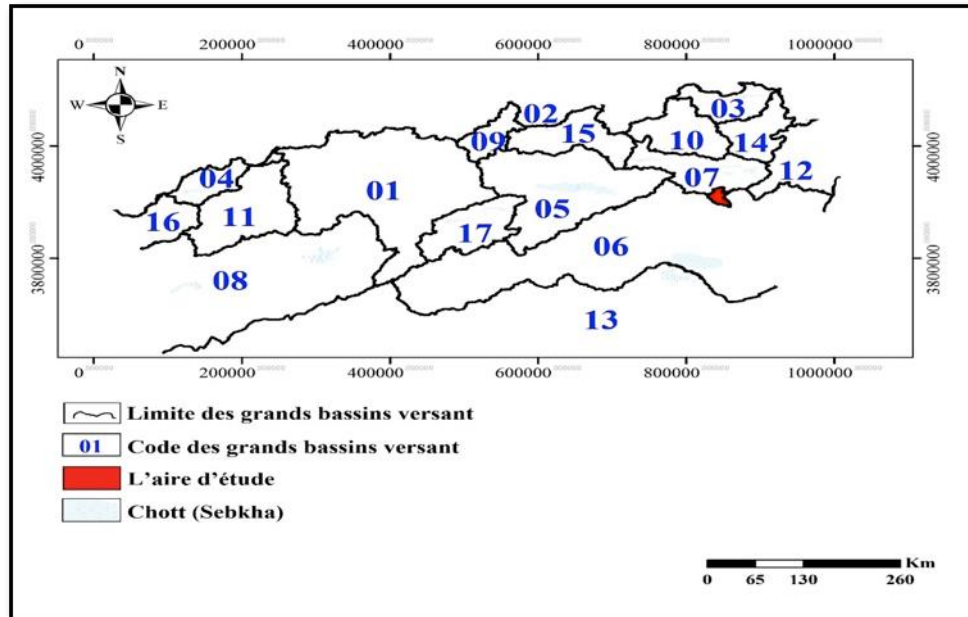 0 200000 400000 600000 800000 1000000
N
W E
S
03
02
4000000 09 15 10 14 4000000
12
04 01 07
16 11 05
17 06
3800000 08 3800000
13
0 200000 400000 600000 800000 1000000
Limite des grands bassins versant
01 Code des grands bassins versant
L'aire d'étude
Chott (Sebkha)
Km
0 65 130 260